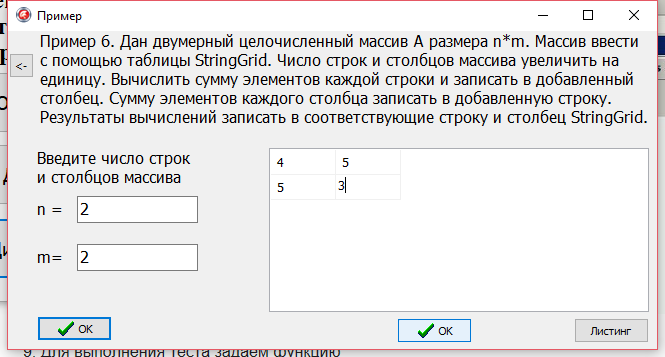 Пример
Пример 6. Дан двумерный целочисленный массив А размера n*m. Массив ввести
<-
с помощью таблицы StringGrid. Число строк и столбцов массива увеличить на
единицу. Вычислить сумму элементов каждой строки и записать в добавленный
столбец. Сумму элементов каждого столбца записать в добавленную строку.
Результаты вычислений записать в соответствующие строку и столбец StringGrid.
Введите число строк
и столбцов массива
n = 2
m= 2
4 5
5 3
OK
OK
Листинг
9. Для выполнения теста задаем функцию